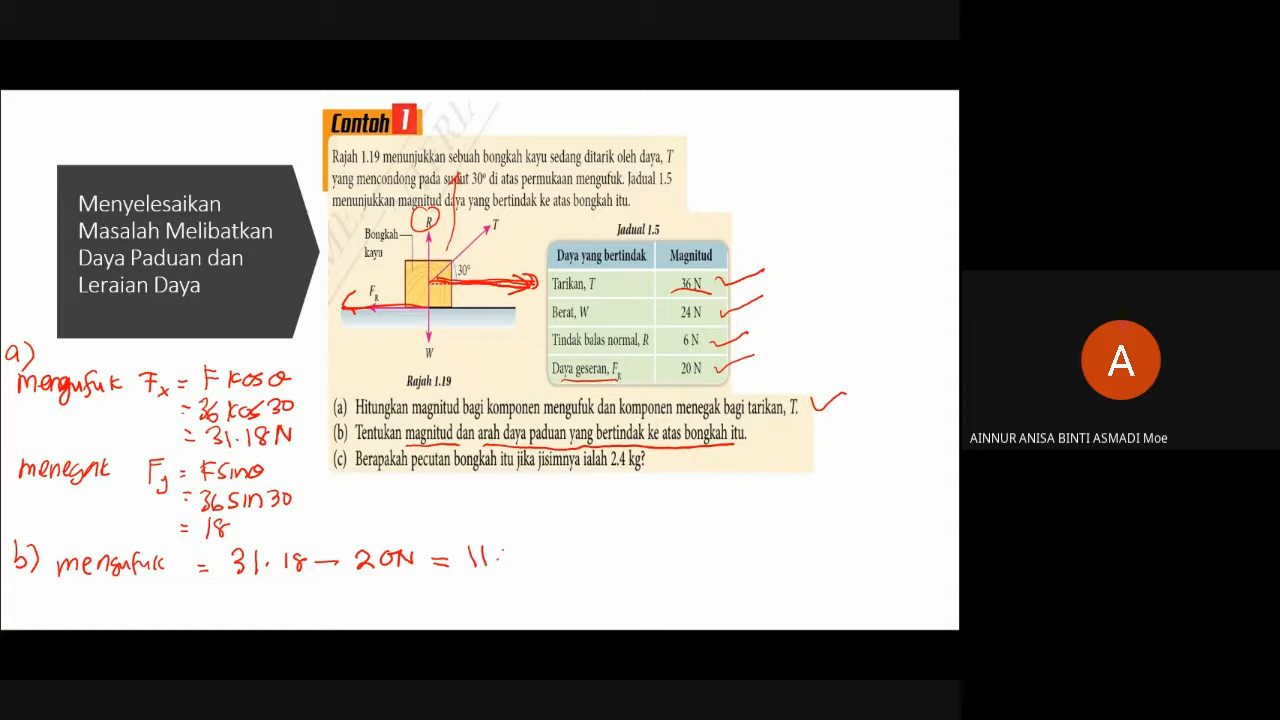 Contoh 1
Rajah 1.19 menunjukkan sebuah bongkah kayu sedang ditarik oleh daya, T
yang mencondong pada sudut 30° di atas permukaan mengufuk. Jadual 1.5
menunjukkan magnitud daya yang bertindak ke atas bongkah itu.
Menyelesaikan
Masalah Melibatkan
Daya Paduan dan
Leraian Daya
R
T
Bongkah
kayu
30°
F_R
W
Rajah 1.19
Jadual 1.5
Daya yang bertindak Magnitud
Tarikan, T 36 N
Berat, W 24 N
Tindak balas normal, R 6 N
Daya geseran, F_R 20 N
(a) Hitungkan magnitud bagi komponen mengufuk dan komponen menegak bagi tarikan, T.
(b) Tentukan magnitud dan arah daya paduan yang bertindak ke atas bongkah itu.
(c) Berapakah pecutan bongkah itu jika jisimnya ialah 2.4 kg?
a)
mengufuk Fx = F kos θ
= 36 kos 30
= 31.18 N
Fy = F sin θ
= 36 sin 30
= 18
b) mengufuk = 31.18 — 20N = 11.
A
AINNUR ANISA BINTI ASMADI Moe